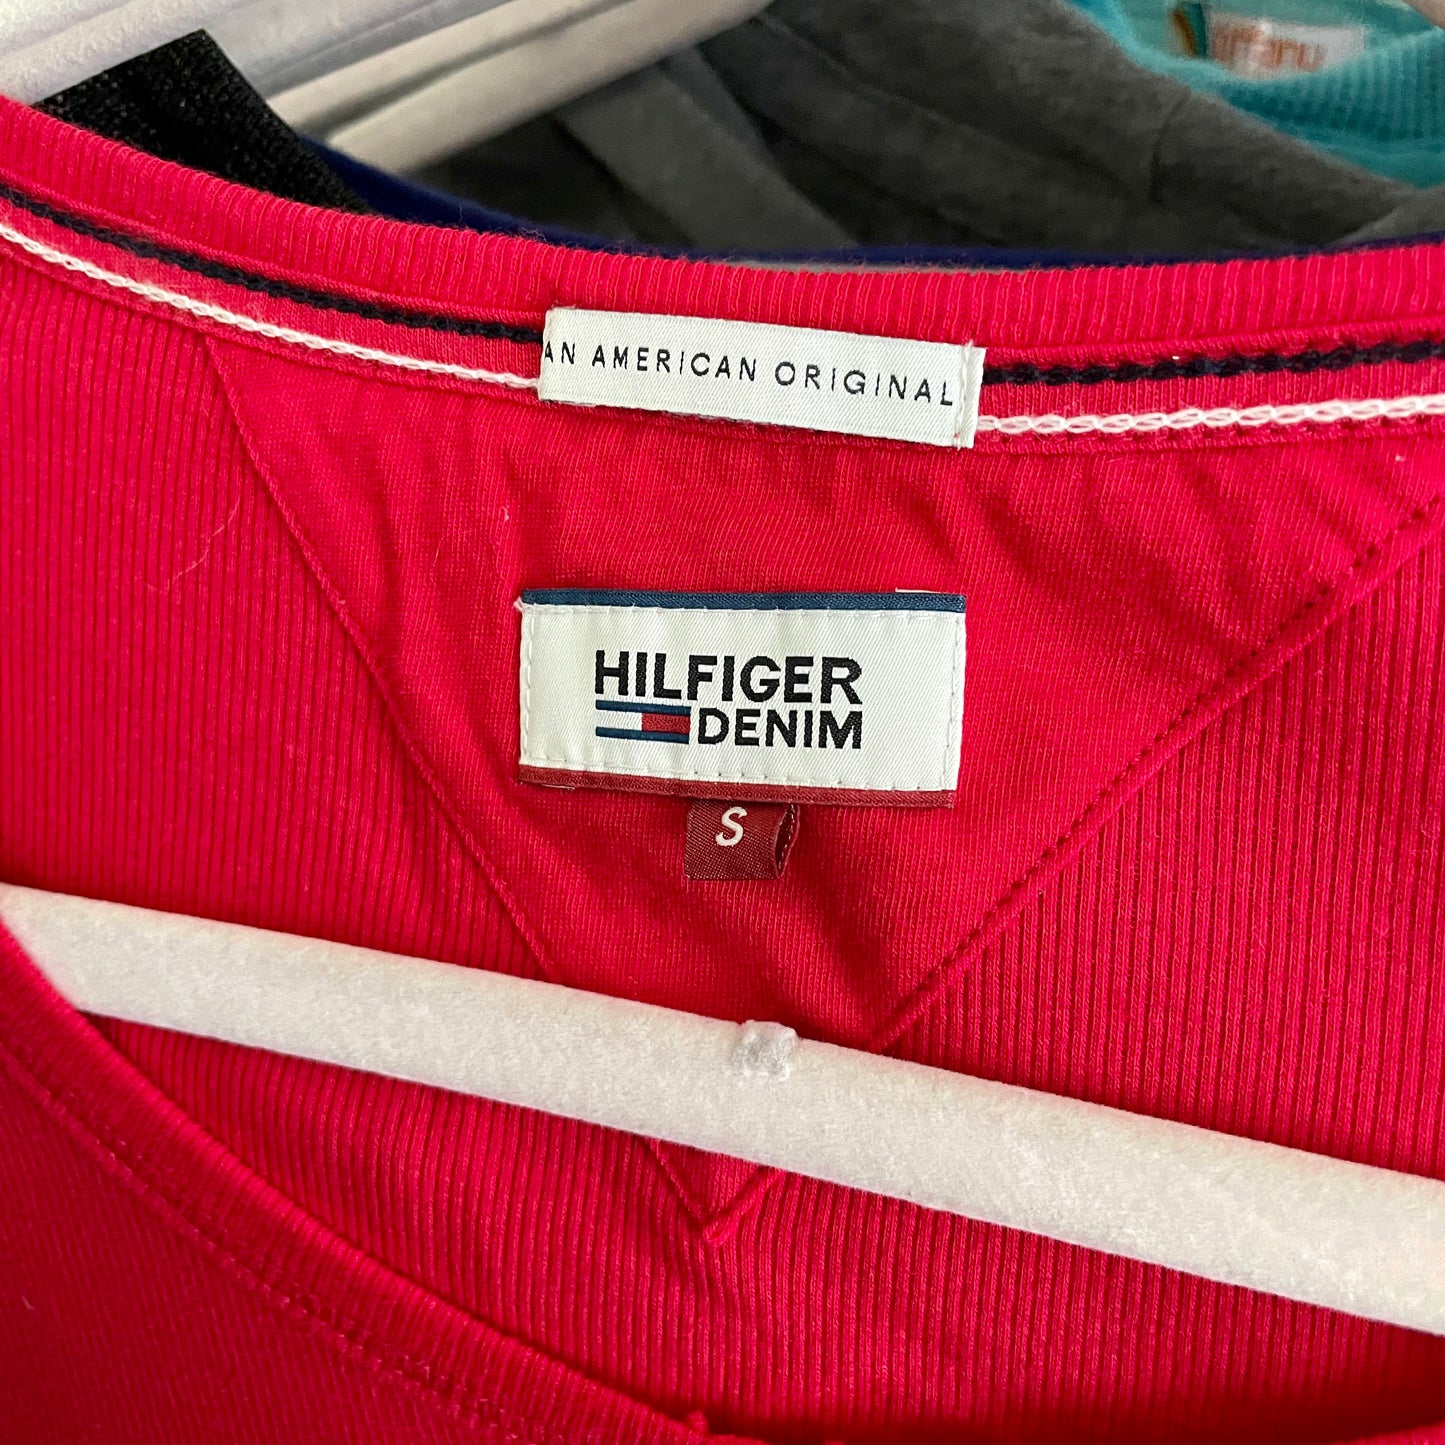 AN AMERICAN ORIGINAL
HILFIGER
DENIM
S